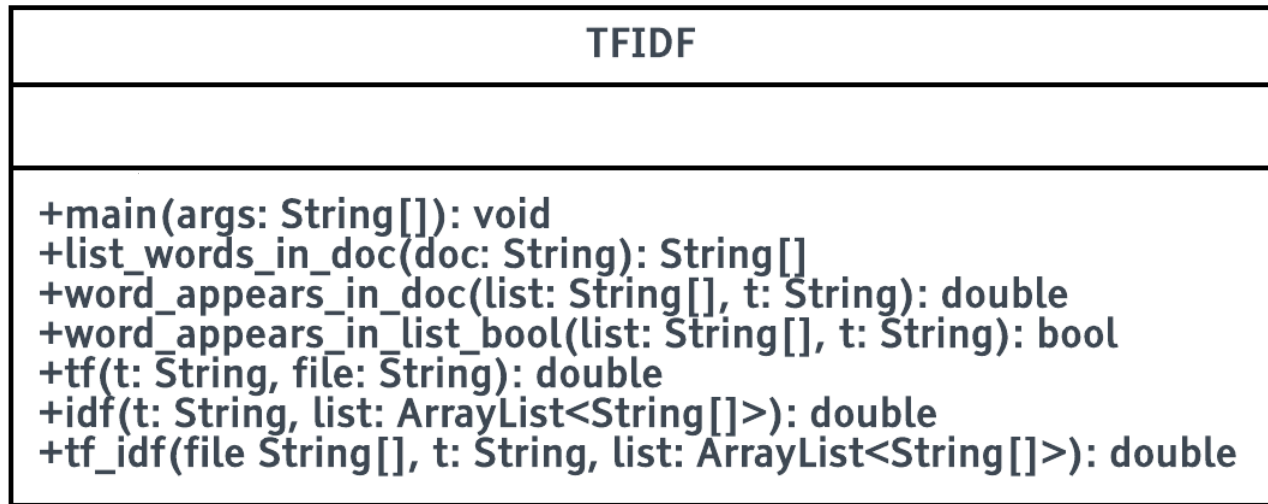 TFIDF
+main(args: String[]): void
+list_words_in_doc(doc: String): String[]
+word_appears_in_doc(list: String[], t: String): double
+word_appears_in_list_bool(list: String[], t: String): bool
+tf(t: String, file: String): double
+idf(t: String, list: ArrayList<String[]>): double
+tf_idf(file String[], t: String, list: ArrayList<String[]>): double